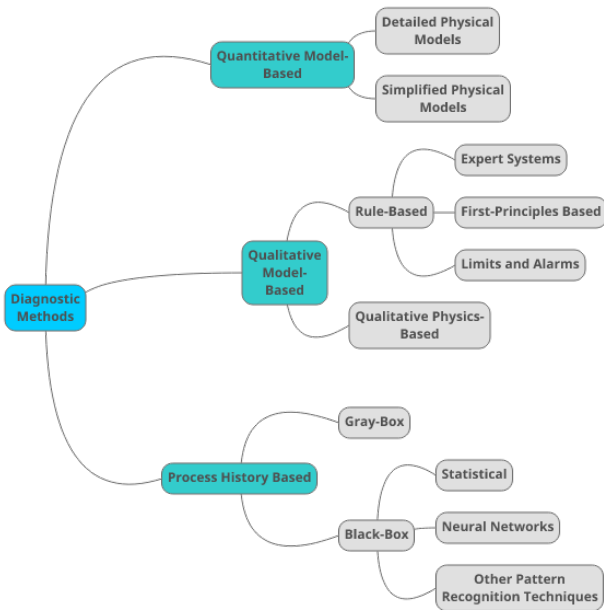 Diagnostic
Methods
Quantitative Model-
Based
Detailed Physical
Models
Simplified Physical
Models
Qualitative
Model-
Based
Rule-Based
Expert Systems
First-Principles Based
Limits and Alarms
Qualitative Physics-
Based
Process History Based
Gray-Box
Black-Box
Statistical
Neural Networks
Other Pattern
Recognition Techniques